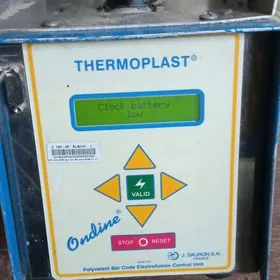 THERMOPLAST®
Clock battery
low
VALID
Ondine®
STOP
RESET
J. SAURON S.A.
FRANCE
Polyvalent Bar Code Electrofusion Control Unit